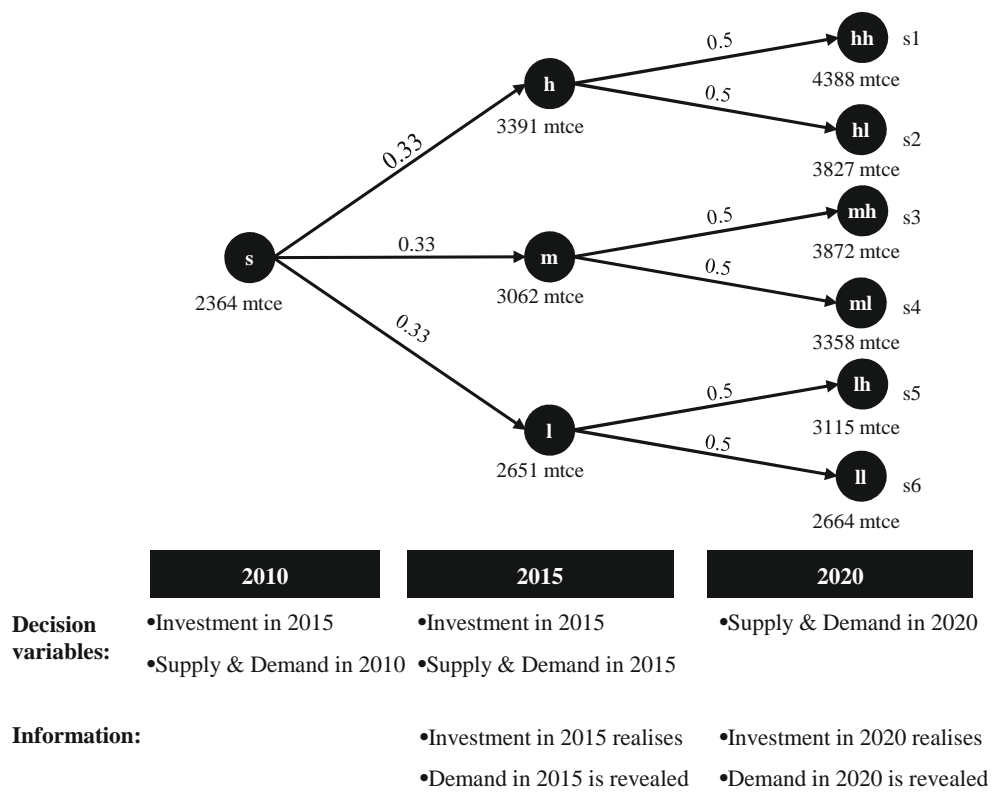 0.5
hh s1
4388 mtce
h
3391 mtce
0.5
hl s2
3827 mtce
0.33
0.5
mh s3
3872 mtce
s
2364 mtce
0.33
m
3062 mtce
0.5
ml s4
3358 mtce
0.33
0.5
lh s5
3115 mtce
l
2651 mtce
0.5
ll s6
2664 mtce
2010 2015 2020
Decision variables:
•Investment in 2015 •Investment in 2015 •Supply & Demand in 2020
•Supply & Demand in 2010 •Supply & Demand in 2015
Information: •Investment in 2015 realises •Investment in 2020 realises
•Demand in 2015 is revealed •Demand in 2020 is revealed